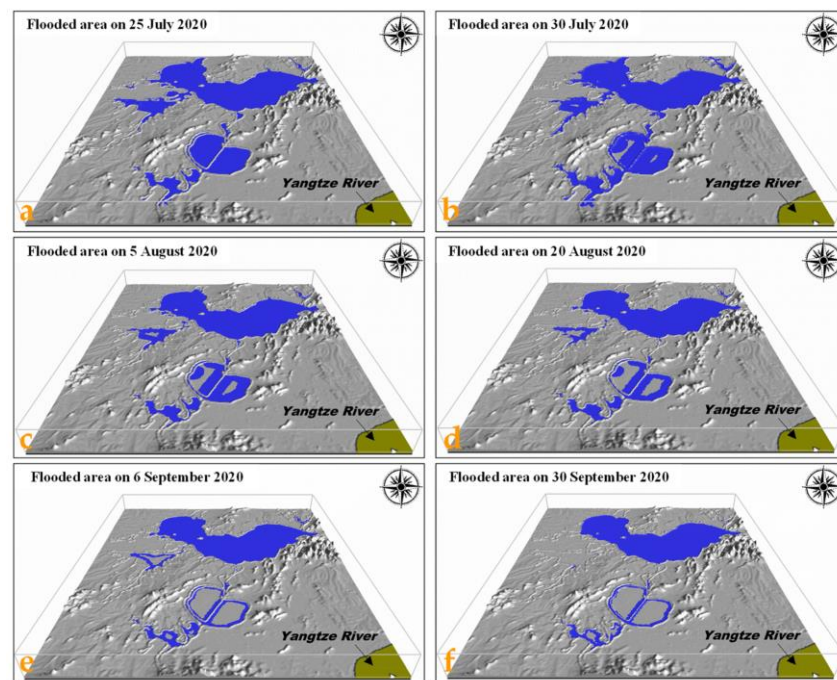 Flooded area on 25 July 2020
Yangtze River
a
Flooded area on 30 July 2020
Yangtze River
b
Flooded area on 5 August 2020
Yangtze River
c
Flooded area on 20 August 2020
Yangtze River
d
Flooded area on 6 September 2020
Yangtze River
e
Flooded area on 30 September 2020
Yangtze River
f